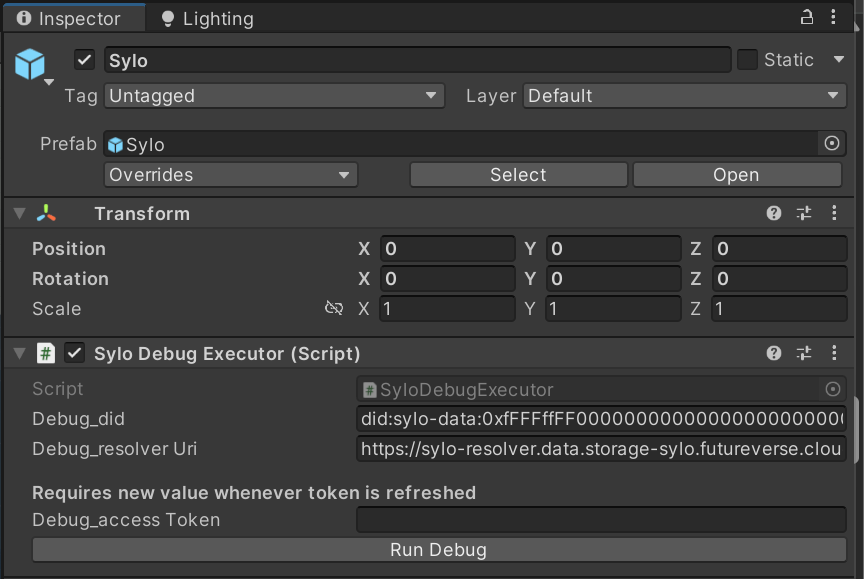 Inspector
Lighting
Sylo
Static
Tag
Untagged
Layer
Default
Prefab
Sylo
Overrides
Select
Open
Transform
Position X 0 Y 0 Z 0
Rotation X 0 Y 0 Z 0
Scale X 1 Y 1 Z 1
# Sylo Debug Executor (Script)
Script
# SyloDebugExecutor
Debug_did
did:sylo-data:0xfFFFffFF000000000000000000000000
Debug_resolver Uri
https://sylo-resolver.data.storage-sylo.futureverse.clou
Requires new value whenever token is refreshed
Debug_access Token
Run Debug